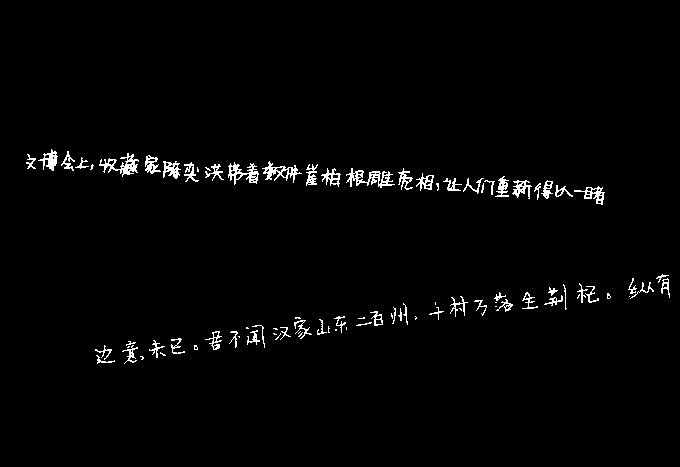 文博会上，收藏家陈奕洪带着数件崖柏根雕亮相，让人们重新得以一睹
边意未已。君不闻汉家山东二百州，千村万落生荆杞。纵有